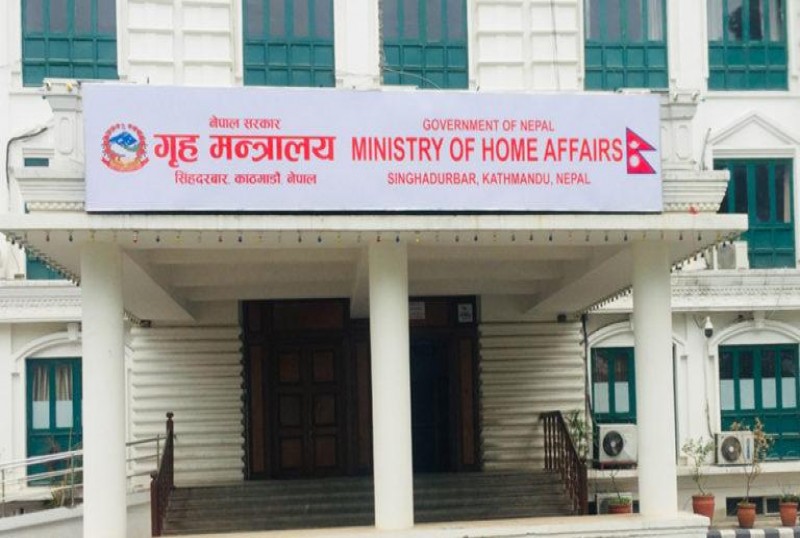 नेपाल सरकार
गृह मन्त्रालय
सिंहदरबार, काठमाडौं, नेपाल
GOVERNMENT OF NEPAL
MINISTRY OF HOME AFFAIRS
SINGHADURBAR, KATHMANDU, NEPAL